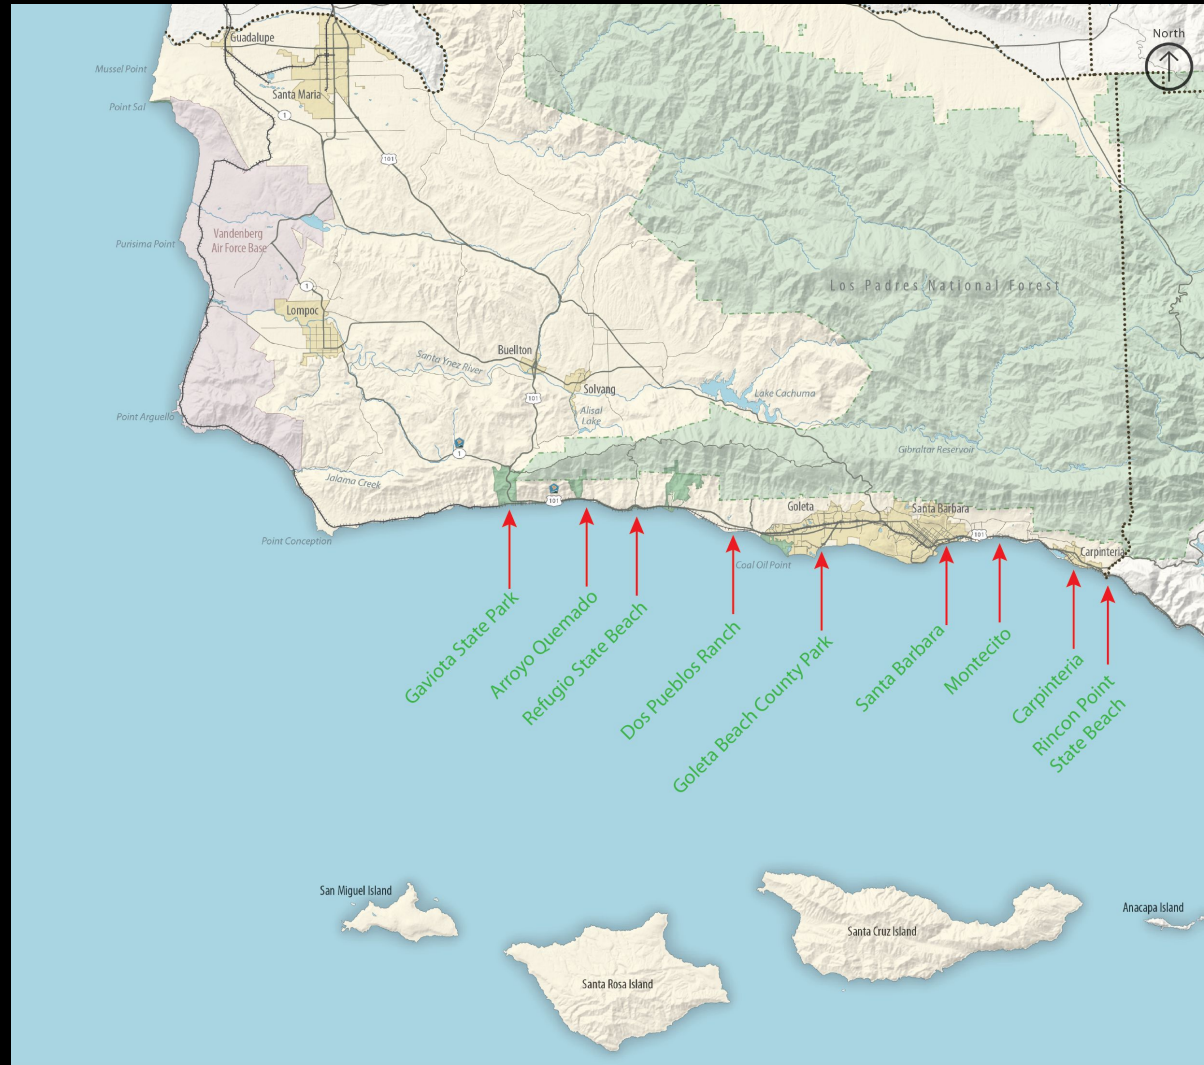 North
Guadalupe
Mussel Point
Santa Maria
Point Sal
1
101
Vandenberg
Air Force Base
Purisima Point
Los Padres National Forest
1
Lompoc
Buellton
Santa Ynez River
Solvang
Lake Cachuma
101
Alisal
Lake
Point Arguello
1
Gibraltar Reservoir
Jalama Creek
101
Goleta
Santa Barbara
101
Point Conception
Carpinteria
Coal Oil Point
Gaviota State Park
Arroyo Quemado
Refugio State Beach
Dos Pueblos Ranch
Goleta Beach County Park
Santa Barbara
Montecito
Carpinteria
Rincon Point
State Beach
San Miguel Island
Santa Rosa Island
Santa Cruz Island
Anacapa Island